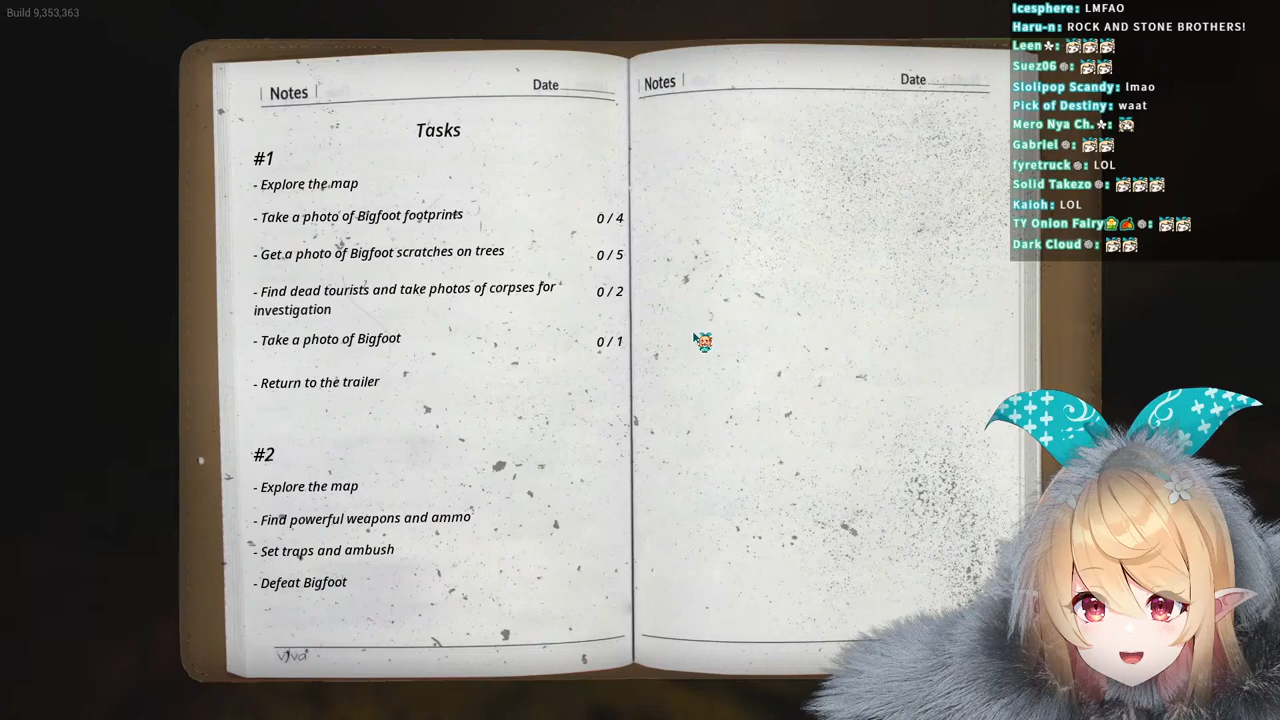 Build 9,353,363
Notes
Date
Tasks
#1
- Explore the map
- Take a photo of Bigfoot footprints 0 / 4
- Get a photo of Bigfoot scratches on trees 0 / 5
- Find dead tourists and take photos of corpses for 0 / 2
investigation
- Take a photo of Bigfoot 0 / 1
- Return to the trailer
#2
- Explore the map
- Find powerful weapons and ammo
- Set traps and ambush
- Defeat Bigfoot
Notes
Date
Icesphere: LMFAO
Haru-n: ROCK AND STONE BROTHERS!
Leen:
Suez06:
Slolipop Scandy: lmao
Pick of Destiny: waat
Mero Nya Ch.:
Gabriel:
fyretruck: LOL
Solid Takezo:
Kaioh: LOL
TY Onion Fairy:
Dark Cloud: